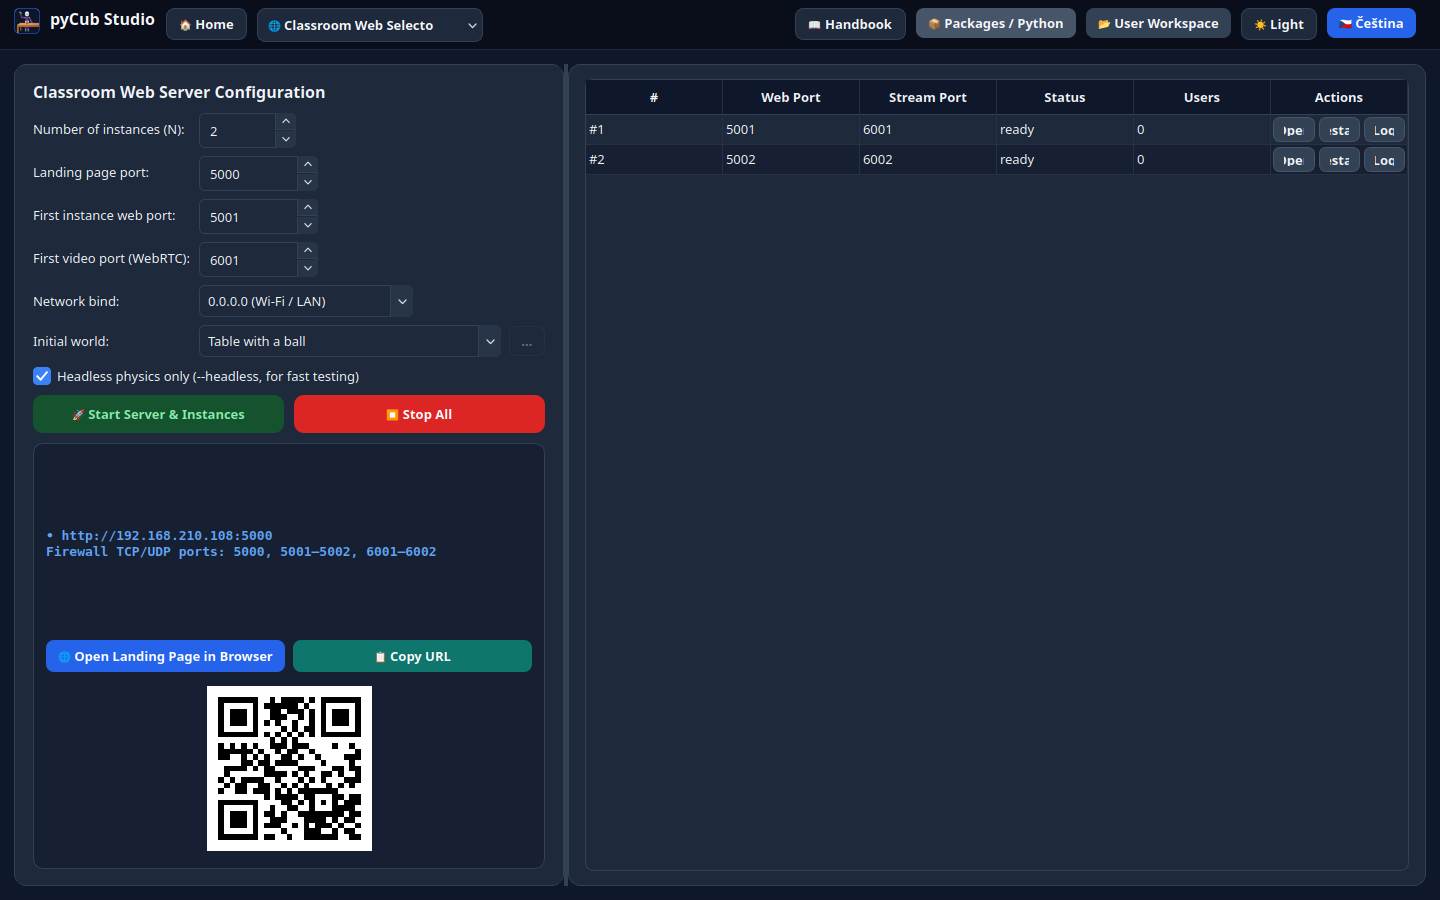 pyCub Studio
🏠 Home
🌐 Classroom Web Selecto
📖 Handbook
📦 Packages / Python
📂 User Workspace
☀️ Light
🇨🇿 Čeština
Classroom Web Server Configuration
Number of instances (N): 2
Landing page port: 5000
First instance web port: 5001
First video port (WebRTC): 6001
Network bind: 0.0.0.0 (Wi-Fi / LAN)
Initial world: Table with a ball ...
Headless physics only (--headless, for fast testing)
🚀 Start Server & Instances
⏹️ Stop All
• http://192.168.210.108:5000
Firewall TCP/UDP ports: 5000, 5001–5002, 6001–6002
🌐 Open Landing Page in Browser
📋 Copy URL
# Web Port Stream Port Status Users Actions
#1 5001 6001 ready 0
#2 5002 6002 ready 0